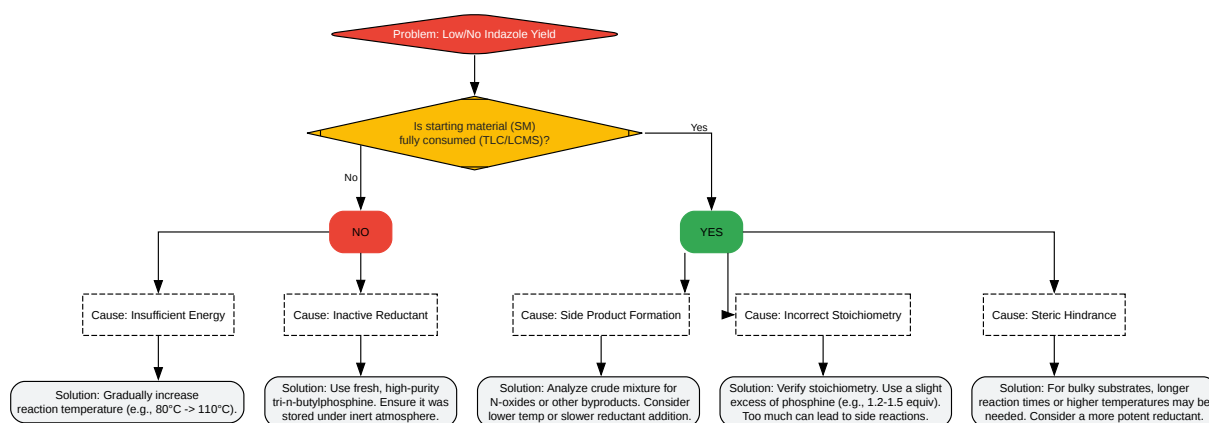 Problem: Low/No Indazole Yield
Is starting material (SM)
fully consumed (TLC/LCMS)?
Yes
No
NO
YES
Cause: Insufficient Energy
Cause: Inactive Reductant
Cause: Side Product Formation
Cause: Incorrect Stoichiometry
Cause: Steric Hindrance
Solution: Gradually increase
reaction temperature (e.g., 80°C -> 110°C).
Solution: Use fresh, high-purity
tri-n-butylphosphine. Ensure it was
stored under inert atmosphere.
Solution: Analyze crude mixture for
N-oxides or other byproducts. Consider
lower temp or slower reductant addition.
Solution: Verify stoichiometry. Use a slight
excess of phosphine (e.g., 1.2-1.5 equiv).
Too much can lead to side reactions.
Solution: For bulky substrates, longer
reaction times or higher temperatures may be
needed. Consider a more potent reductant.